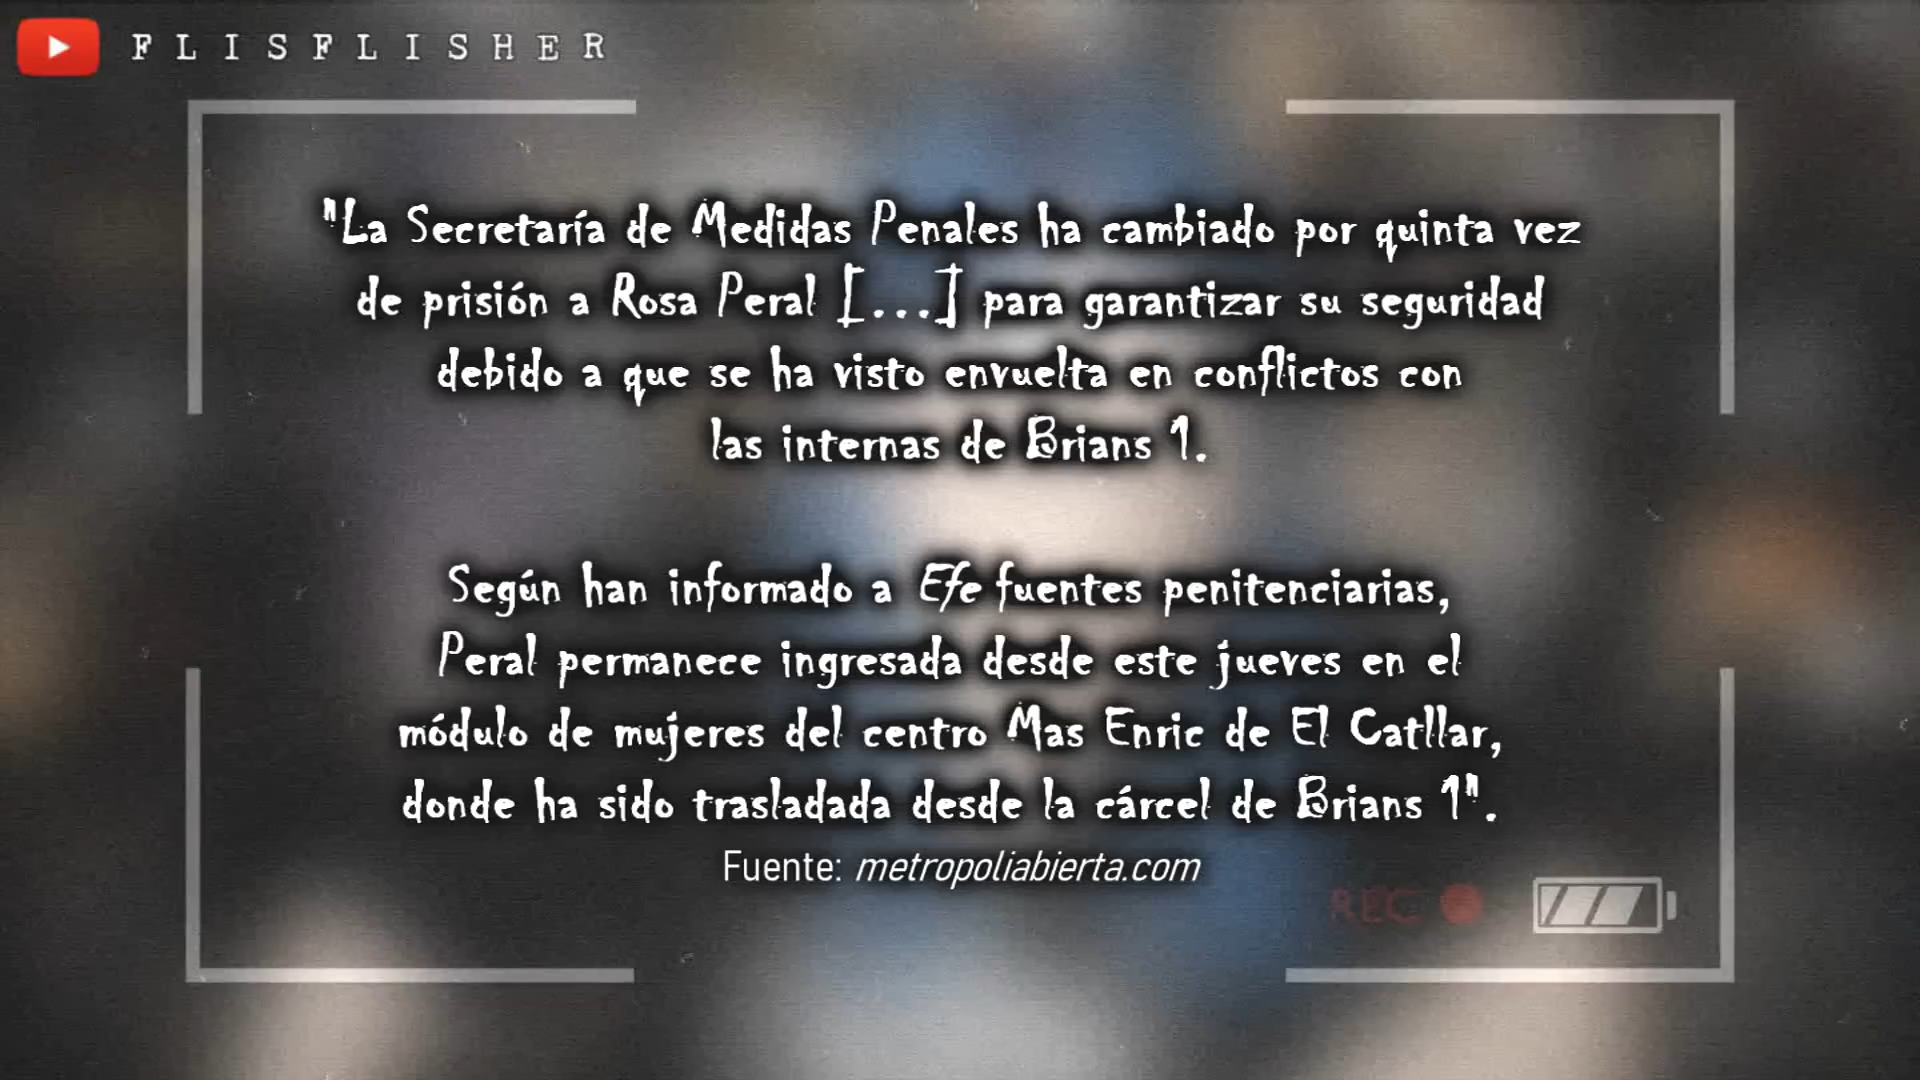 FLISFLISHER
"La Secretaría de Medidas Penales ha cambiado por quinta vez
de prisión a Rosa Peral [...] para garantizar su seguridad
debido a que se ha visto envuelta en conflictos con
las internas de Brians 1.
Según han informado a Efe fuentes penitenciarias,
Peral permanece ingresada desde este jueves en el
módulo de mujeres del centro Mas Enric de El Catllar,
donde ha sido trasladada desde la cárcel de Brians 1".
Fuente: metropoliabierta.com
REC